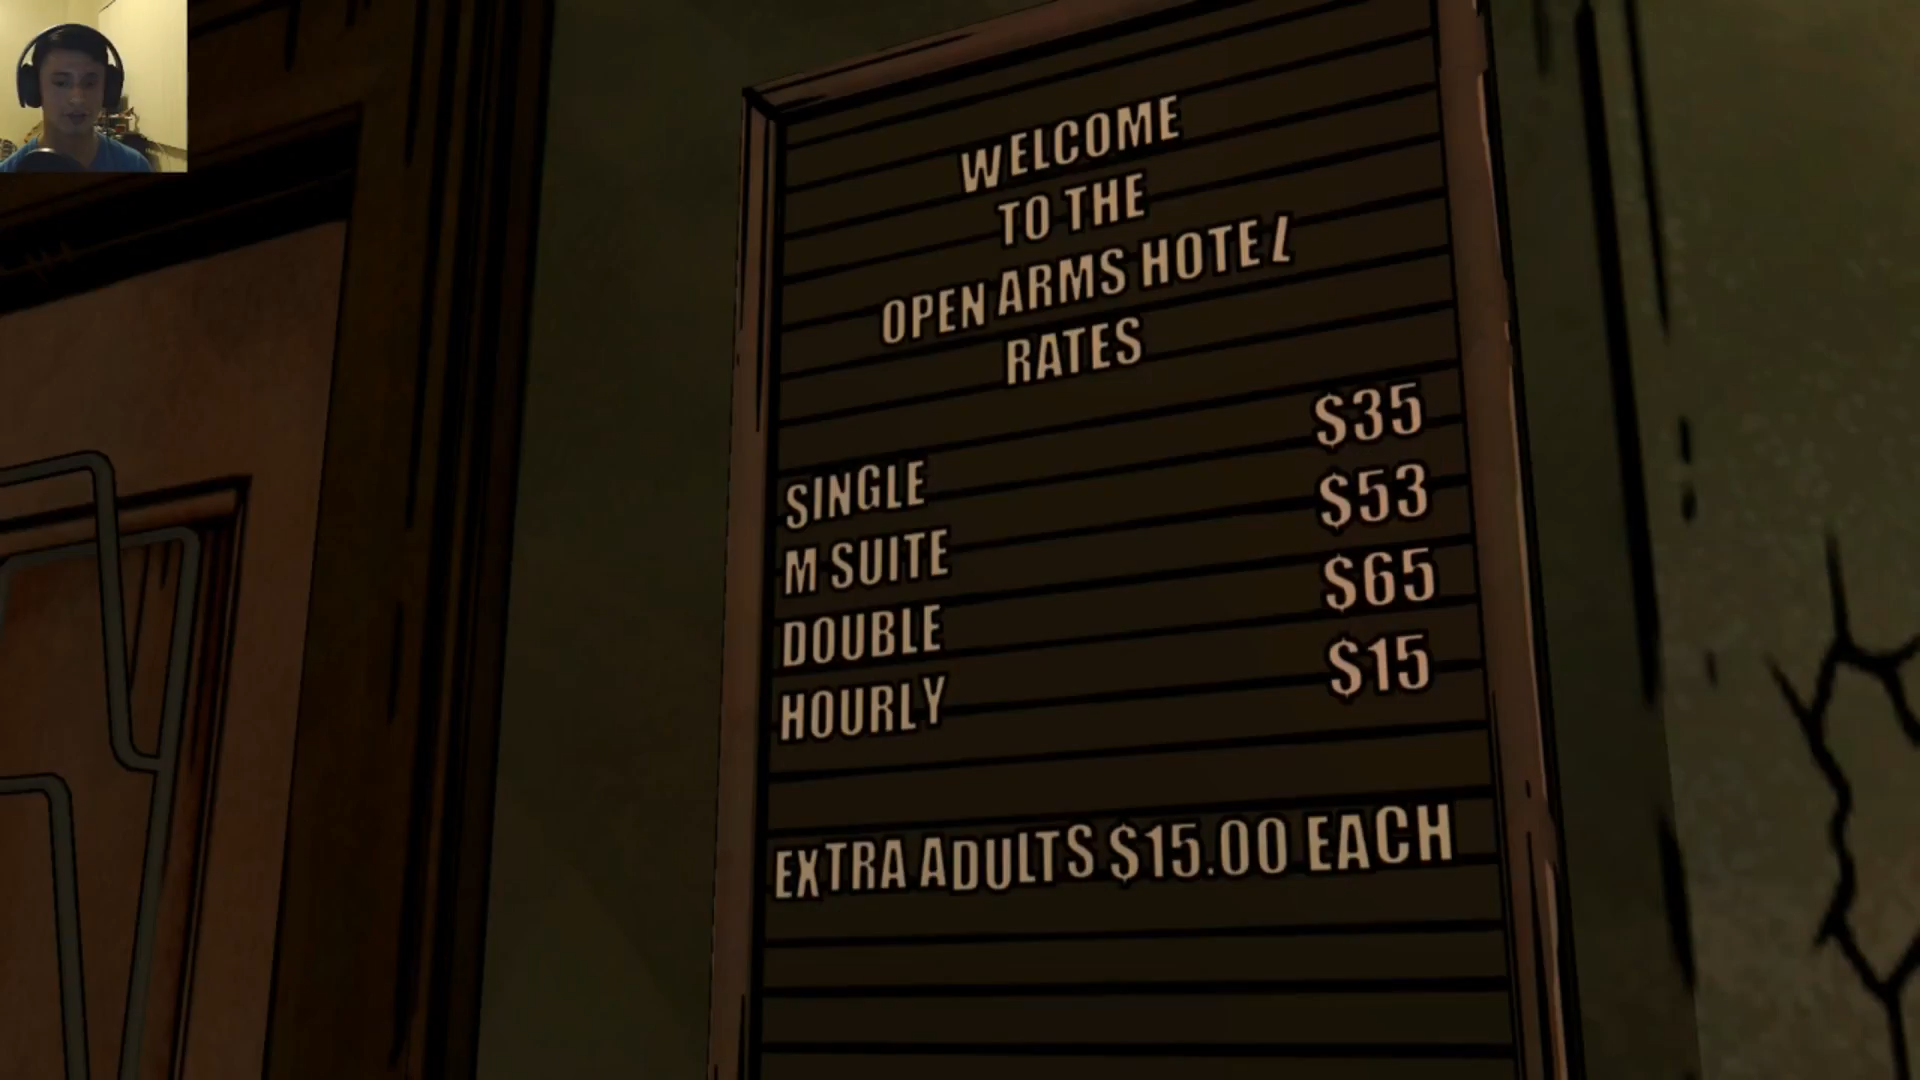 WELCOME
TO THE
OPEN ARMS HOTEL
RATES
SINGLE $35
M SUITE $53
DOUBLE $65
HOURLY $15
EXTRA ADULTS $15.00 EACH